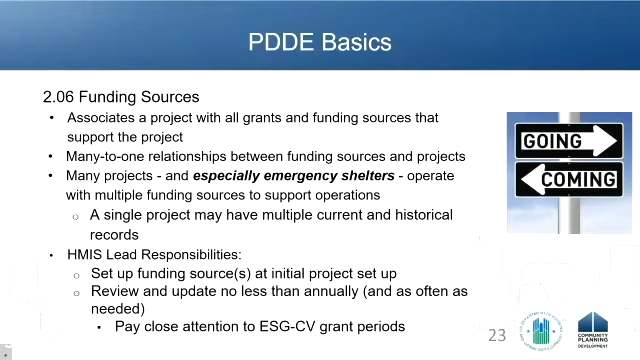 PDDE Basics
2.06 Funding Sources
• Associates a project with all grants and funding sources that
support the project
• Many-to-one relationships between funding sources and projects
• Many projects - and especially emergency shelters - operate
with multiple funding sources to support operations
○ A single project may have multiple current and historical
records
• HMIS Lead Responsibilities:
○ Set up funding source(s) at initial project set up
○ Review and update no less than annually (and as often as
needed)
▪ Pay close attention to ESG-CV grant periods
GOING
COMING
23
COMMUNITY
PLANNING
DEVELOPMENT